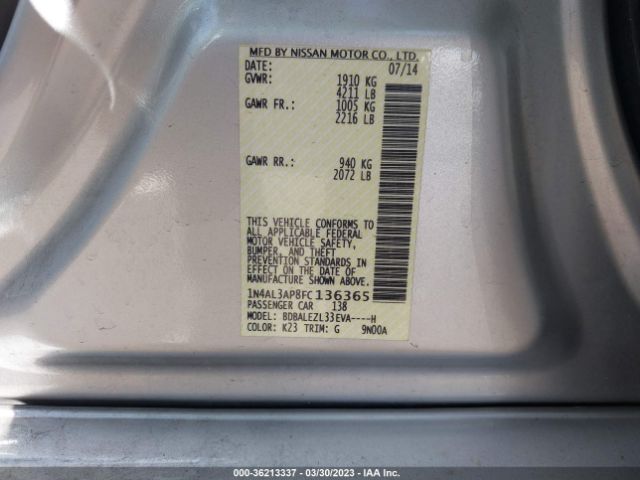 MFD BY NISSAN MOTOR CO., LTD.
DATE: 07/14
GVWR: 1910 KG
4211 LB
GAWR FR.: 1005 KG
2216 LB
GAWR RR.: 940 KG
2072 LB
THIS VEHICLE CONFORMS TO
ALL APPLICABLE FEDERAL
MOTOR VEHICLE SAFETY,
BUMPER, AND THEFT
PREVENTION STANDARDS IN
EFFECT ON THE DATE OF
MANUFACTURE SHOWN ABOVE.
1N4AL3AP8FC136365
PASSENGER CAR 138
MODEL: BDBALEZL33EVA----H
COLOR: K23 TRIM: G 9N00A
000-36213337 - 03/30/2023 - IAA Inc.